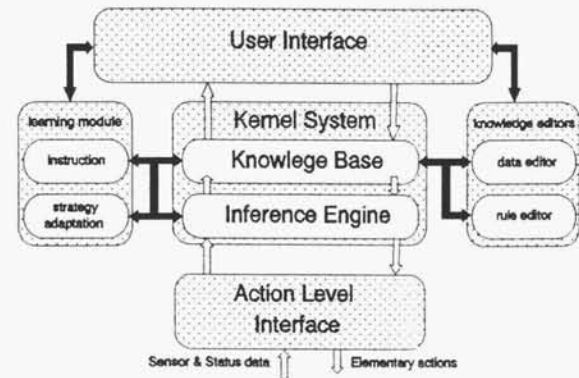 User Interface
learning module
instruction
strategy
adaptation
Kernel System
Knowlege Base
Inference Engine
knowledge editors
data editor
rule editor
Action Level
Interface
Sensor & Status data
Elementary actions